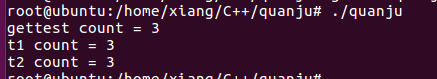 root@ubuntu:/home/xiang/C++/quanju# ./quanju
gettest count = 3
t1 count = 3
t2 count = 3
root@ubuntu:/home/xiang/C++/quanju#